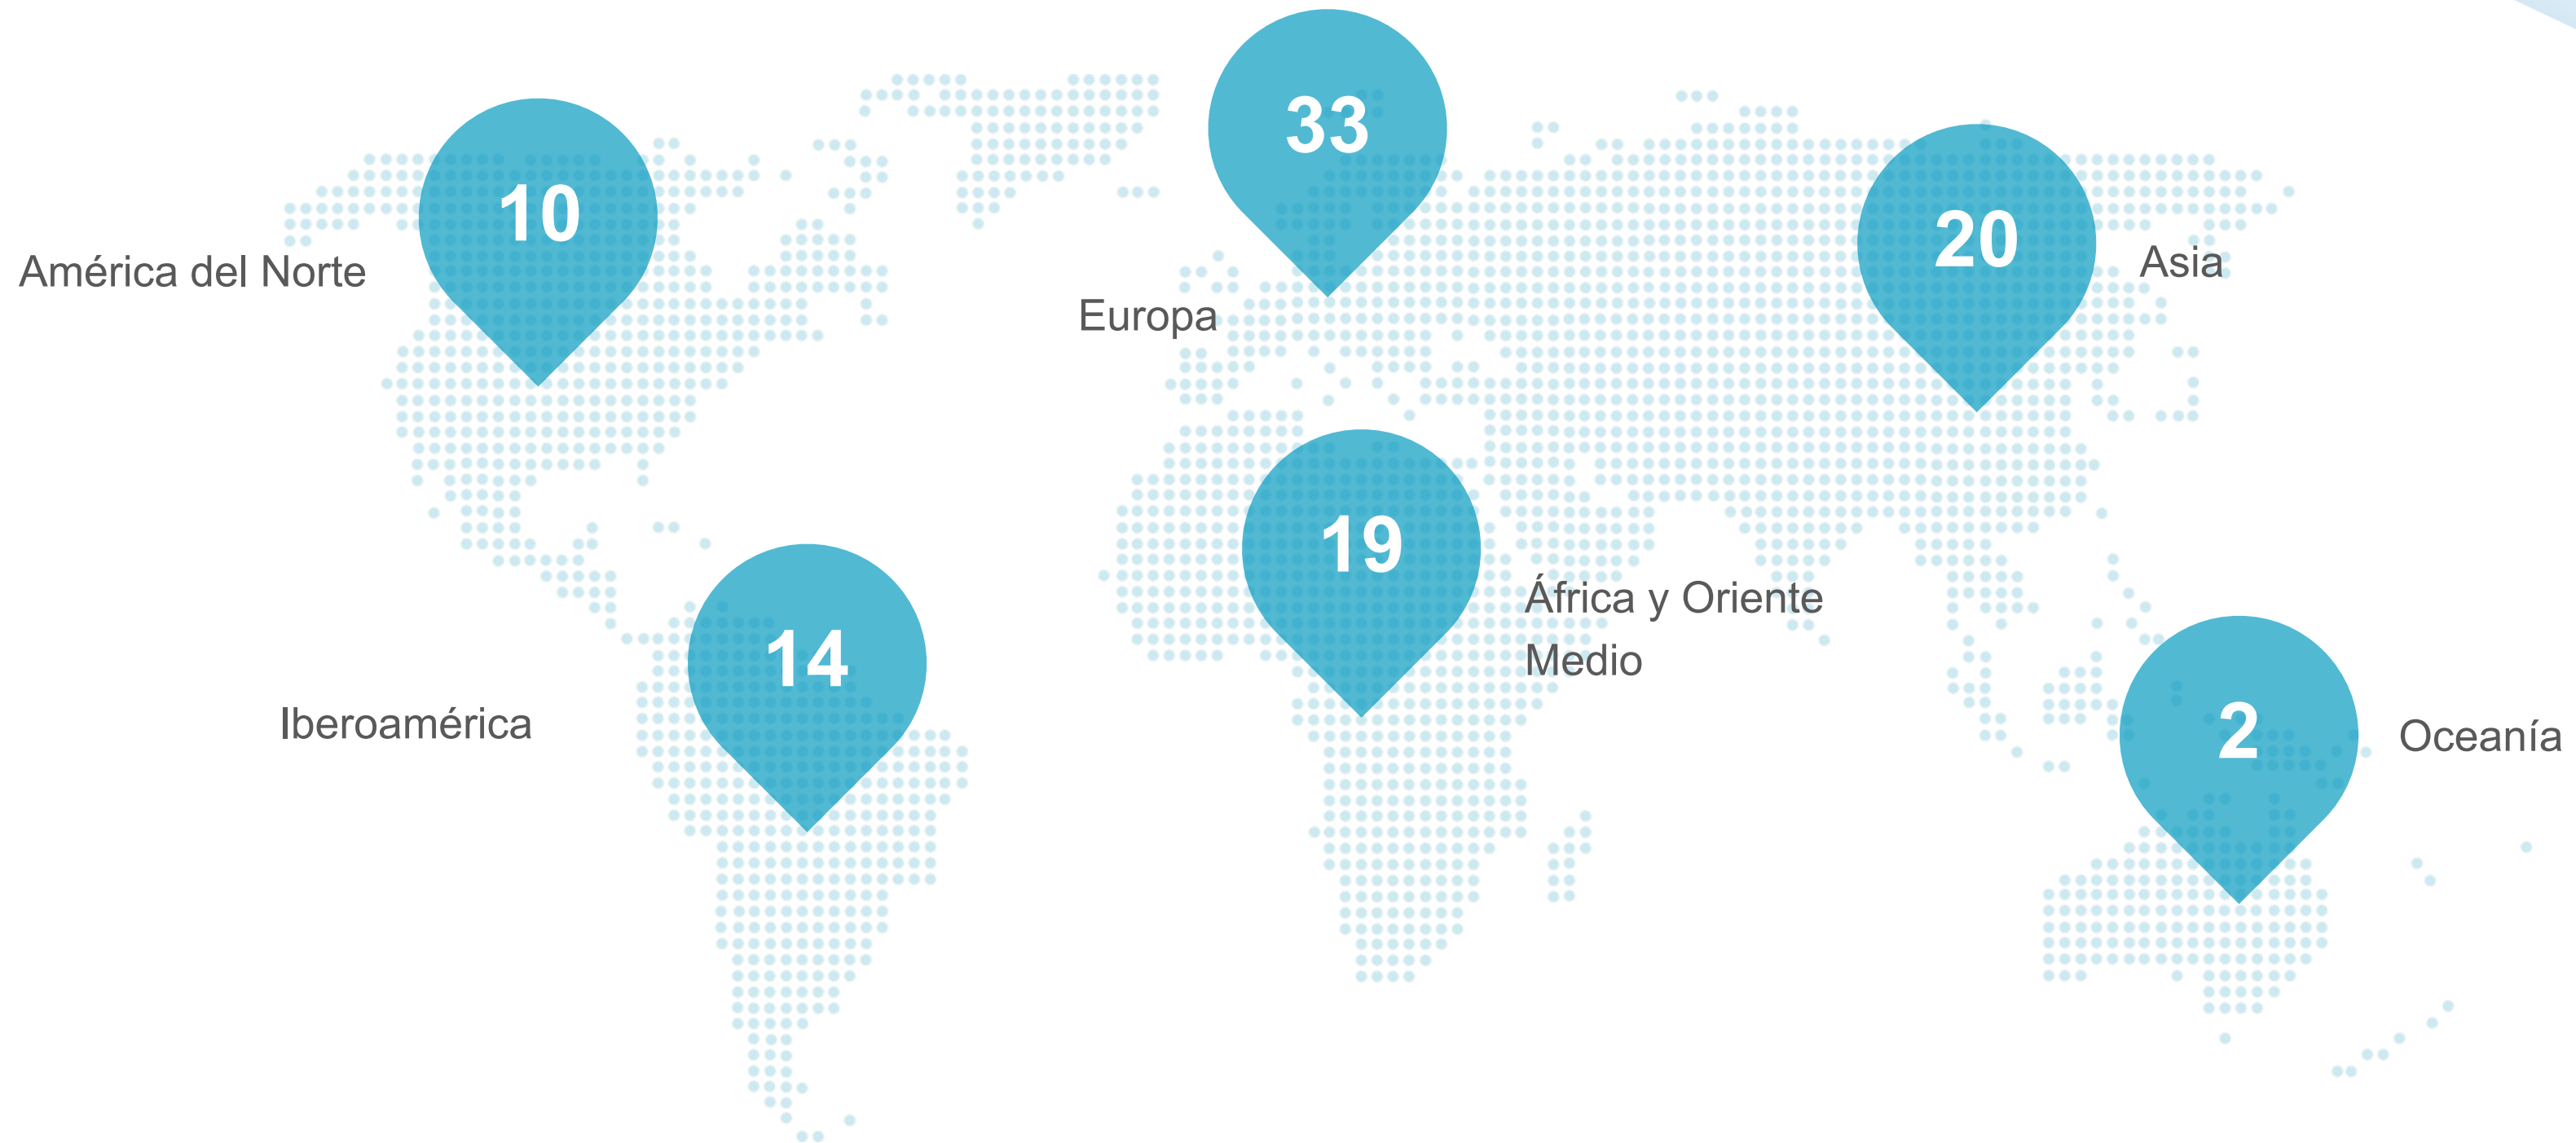 33
10
20
América del Norte
Asia
Europa
19
África y Oriente
Medio
14
Iberoamérica
2
Oceanía